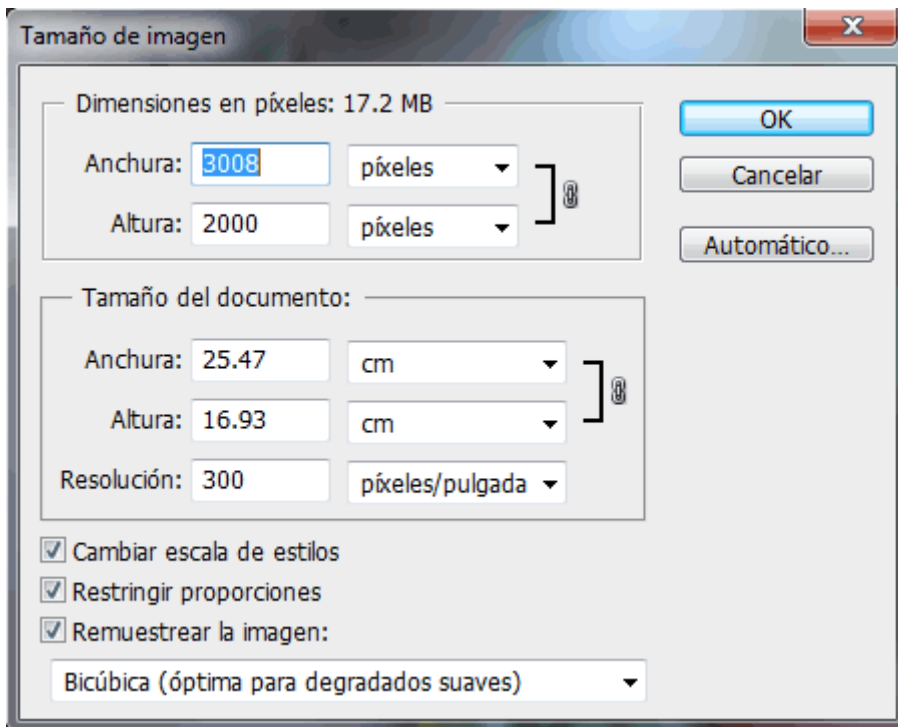 Tamaño de imagen
Dimensiones en píxeles: 17.2 MB
Anchura: 3008 píxeles
Altura: 2000 píxeles
OK
Cancelar
Automático...
Tamaño del documento:
Anchura: 25.47 cm
Altura: 16.93 cm
Resolución: 300 píxeles/pulgada
Cambiar escala de estilos
Restringir proporciones
Remuestrear la imagen:
Bicúbica (óptima para degradados suaves)